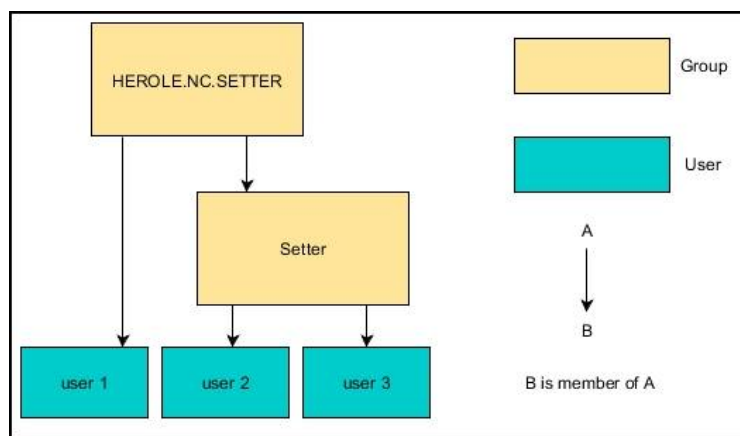 HEROLE.NC.SETTER
Group
User
Setter
A
B
user 1
user 2
user 3
B is member of A